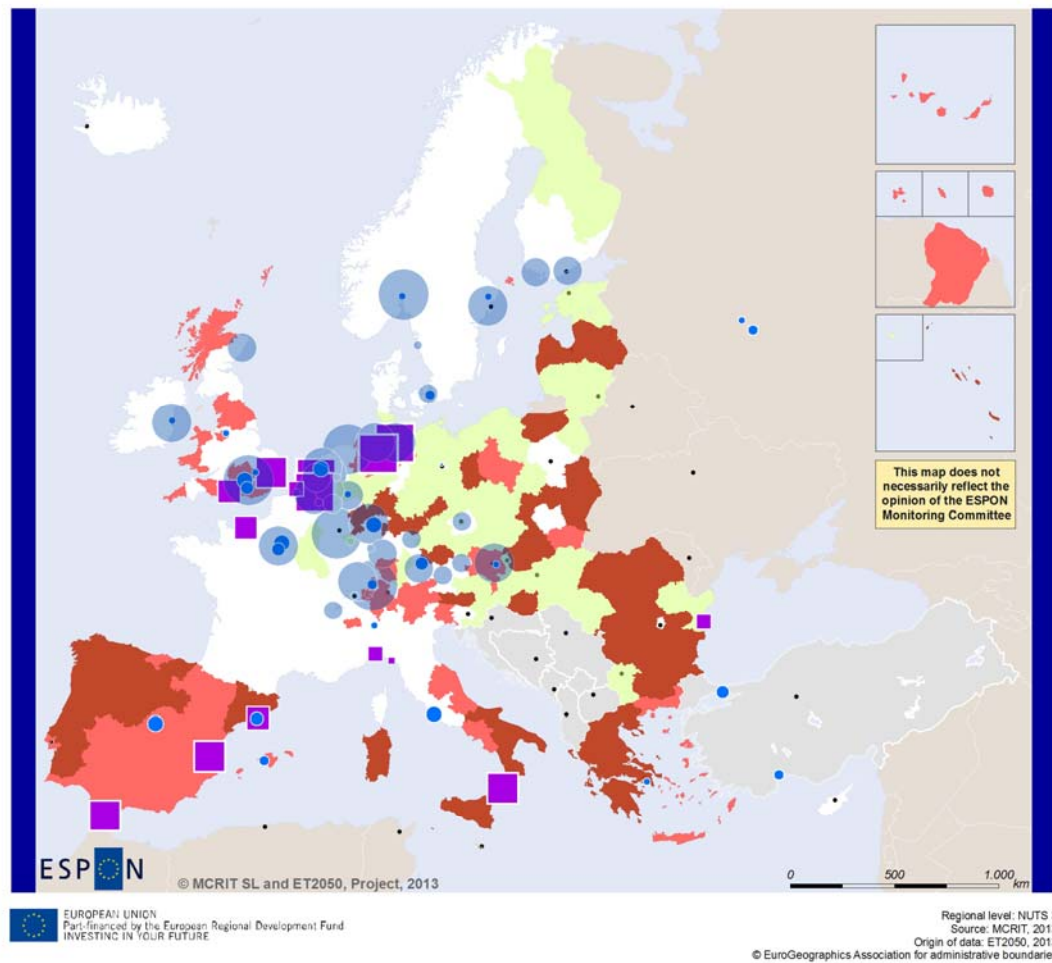 This map does not
necessarily reflect the
opinion of the ESPON
Monitoring Committee
ESPON
© MCRIT SL and ET2050, Project, 2013
0 500 1.000
km
EUROPEAN UNION
Part-financed by the European Regional Development Fund
INVESTING IN YOUR FUTURE
Regional level: NUTS
Source: MCRIT, 201
Origin of data: ET2050, 201
© EuroGeographics Association for administrative boundarie